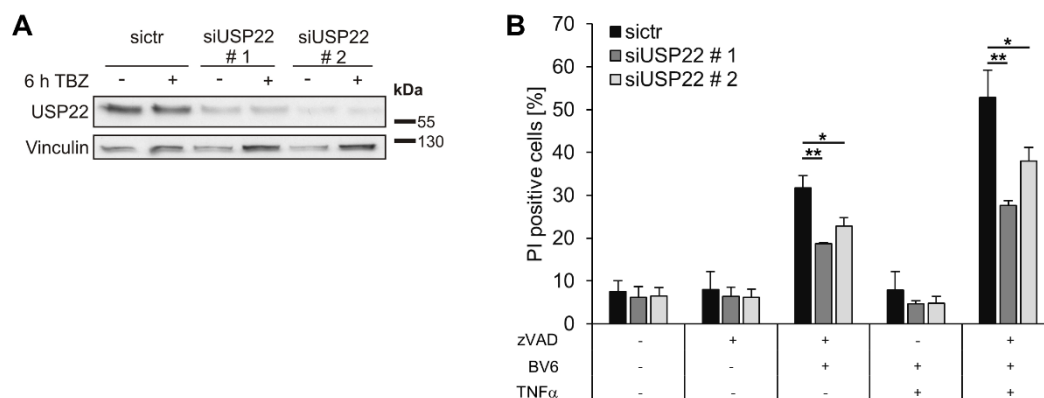 A
sictr siUSP22 siUSP22
# 1 # 2
6 h TBZ - + - + - + kDa
USP22
55
Vinculin 130
B
PI positive cells [%]
70
60
50
40
30
20
10
0
sictr
siUSP22 # 1
siUSP22 # 2
*
**
*
**
zVAD - + + - +
BV6 - - + + +
TNFα - - - + +